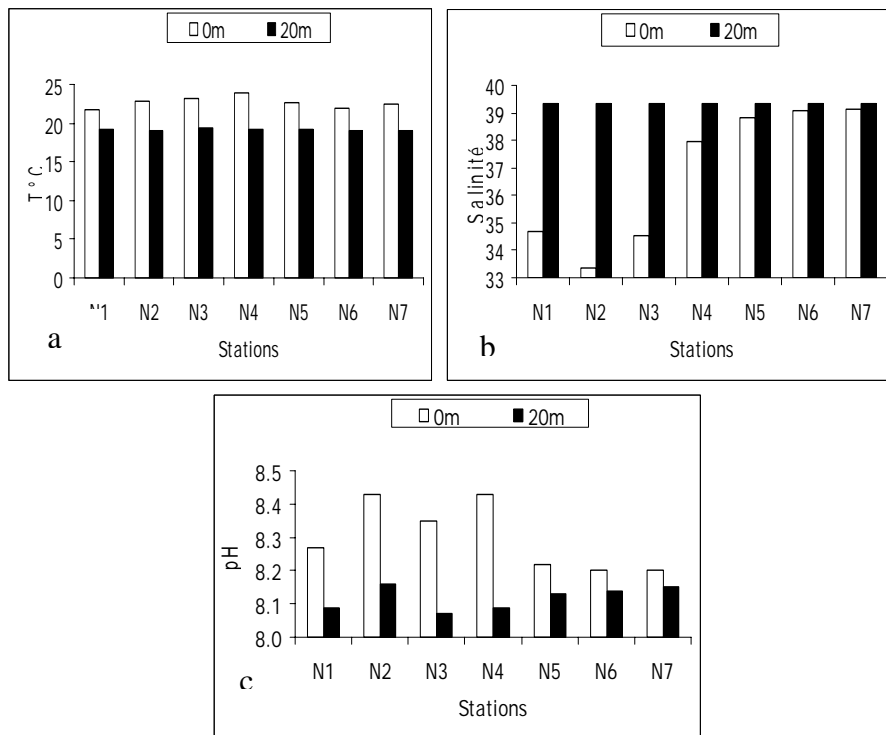 0m 20m
25
20
15
10
5
0
T°C.
N1 N2 N3 N4 N5 N6 N7
Stations
a
0m 20m
40
39
38
37
35
34
33
Salinité
N1 N2 N3 N4 N5 N6 N7
Stations
b
0m 20m
8.5
8.4
8.3
8.2
8.1
8.0
pH
N1 N2 N3 N4 N5 N6 N7
Stations
c